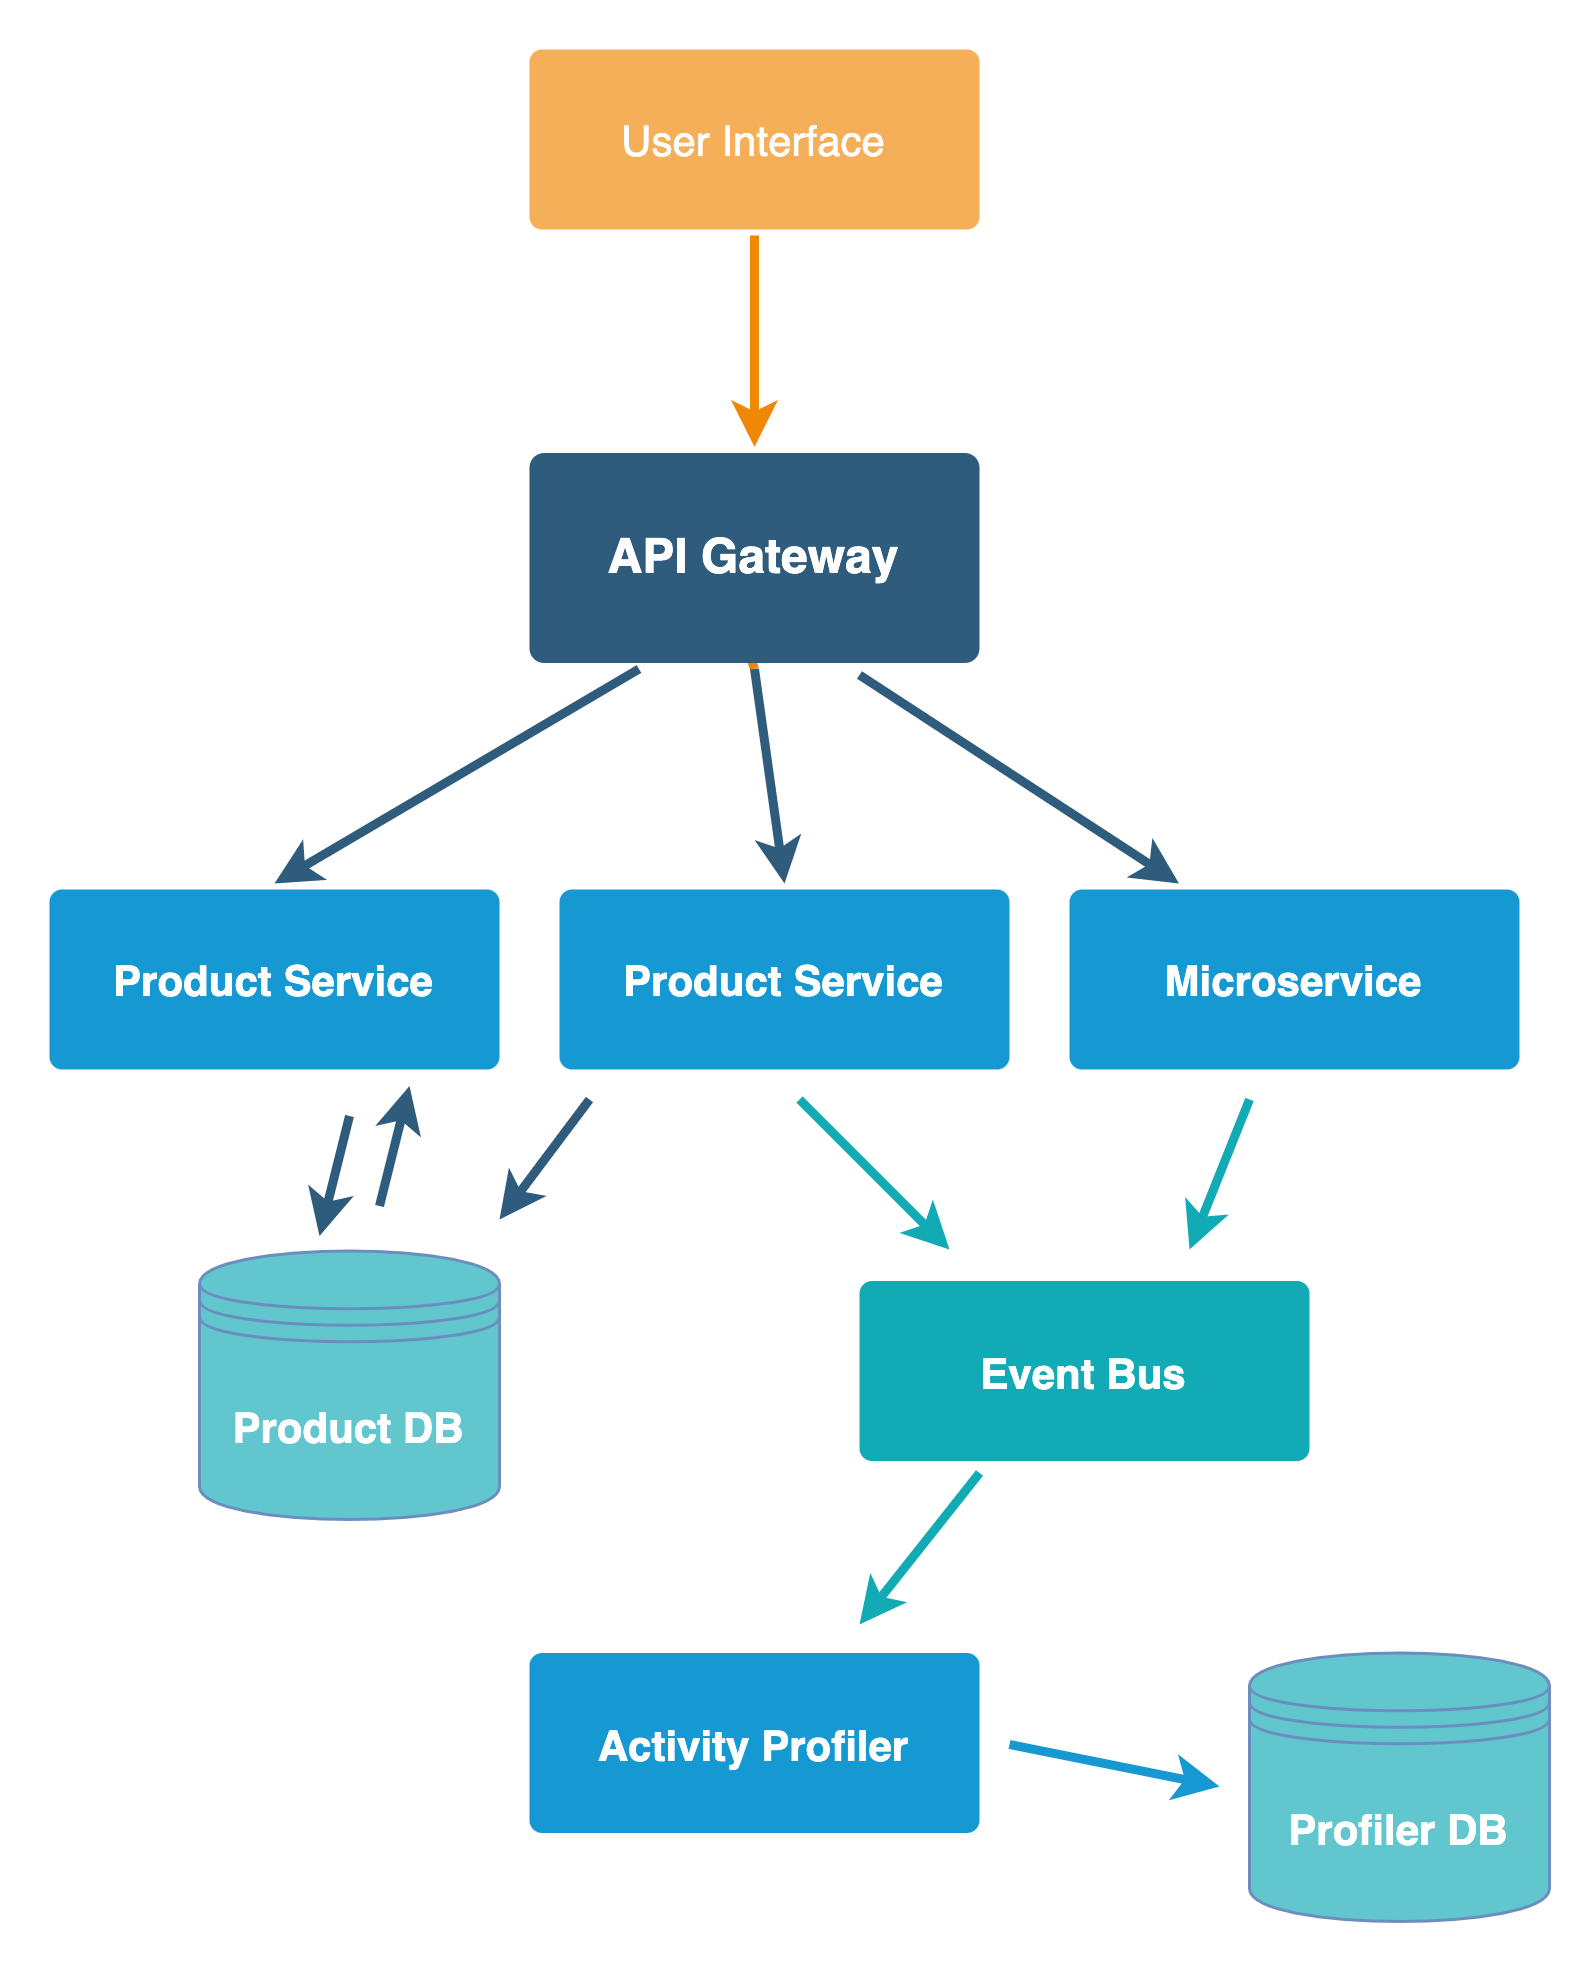 User Interface
API Gateway
Product Service
Product Service
Microservice
Event Bus
Product DB
Activity Profiler
Profiler DB